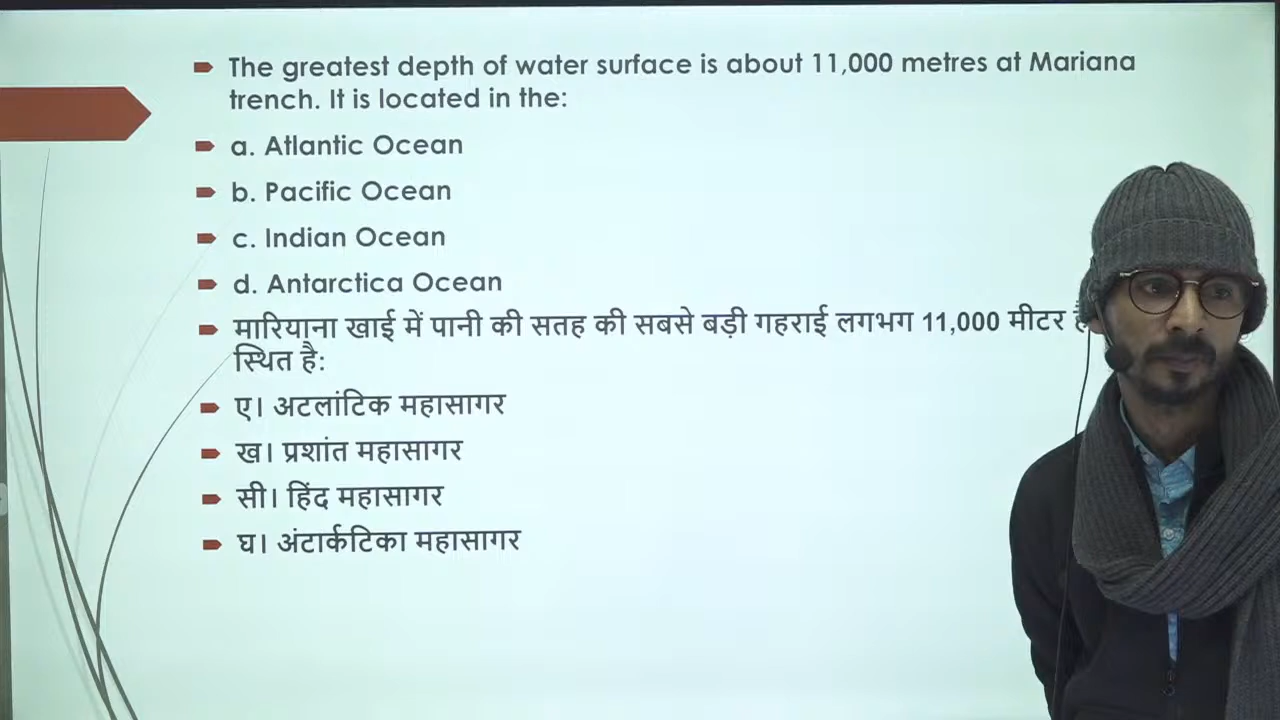 The greatest depth of water surface is about 11,000 metres at Mariana
trench. It is located in the:
a. Atlantic Ocean
b. Pacific Ocean
c. Indian Ocean
d. Antarctica Ocean
मारियाना खाई में पानी की सतह की सबसे बड़ी गहराई लगभग 11,000 मीटर
स्थित है:
ए। अटलांटिक महासागर
ख। प्रशांत महासागर
सी। हिंद महासागर
घ। अंटार्कटिका महासागर